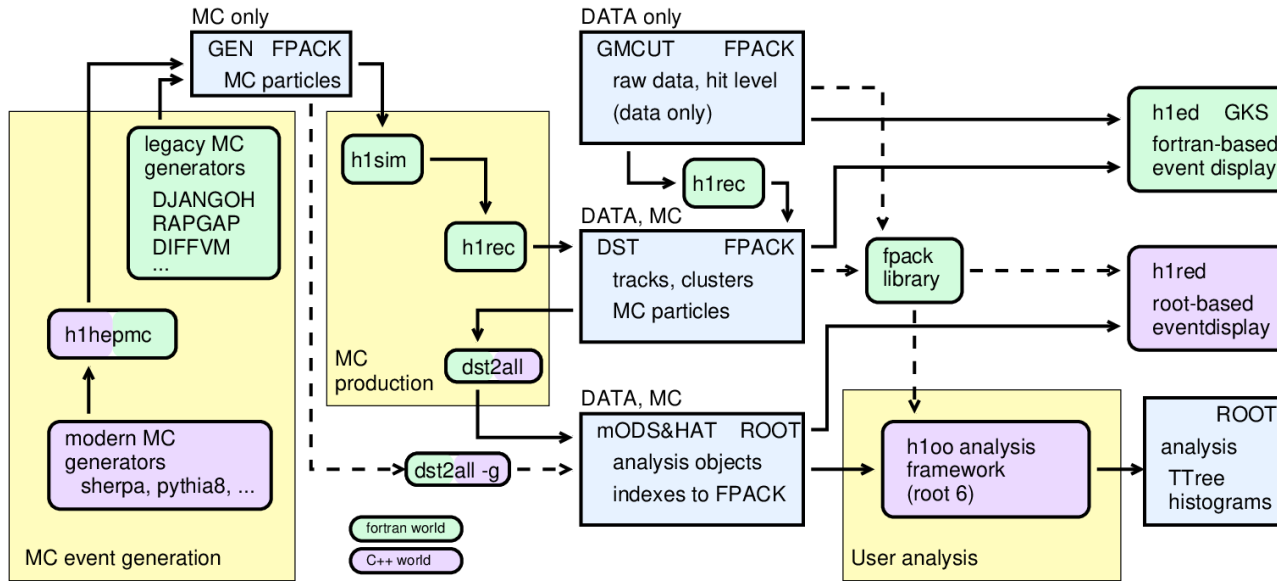 MC only
GEN FPACK
MC particles
legacy MC
generators
DJANGOH
RAPGAP
DIFFVM
...
h1hepmc
modern MC
generators
sherpa, pythia8, ...
MC event generation
h1sim
h1rec
MC
production
dst2all
dst2all -g
fortran world
C++ world
DATA only
GMCUT FPACK
raw data, hit level
(data only)
h1rec
DATA, MC
DST FPACK
tracks, clusters
MC particles
DATA, MC
mODS&HAT ROOT
analysis objects
indexes to FPACK
fpack
library
h1oo analysis
framework
(root 6)
User analysis
h1ed GKS
fortran-based
event display
h1red
root-based
eventdisplay
ROOT
analysis
TTree
histograms